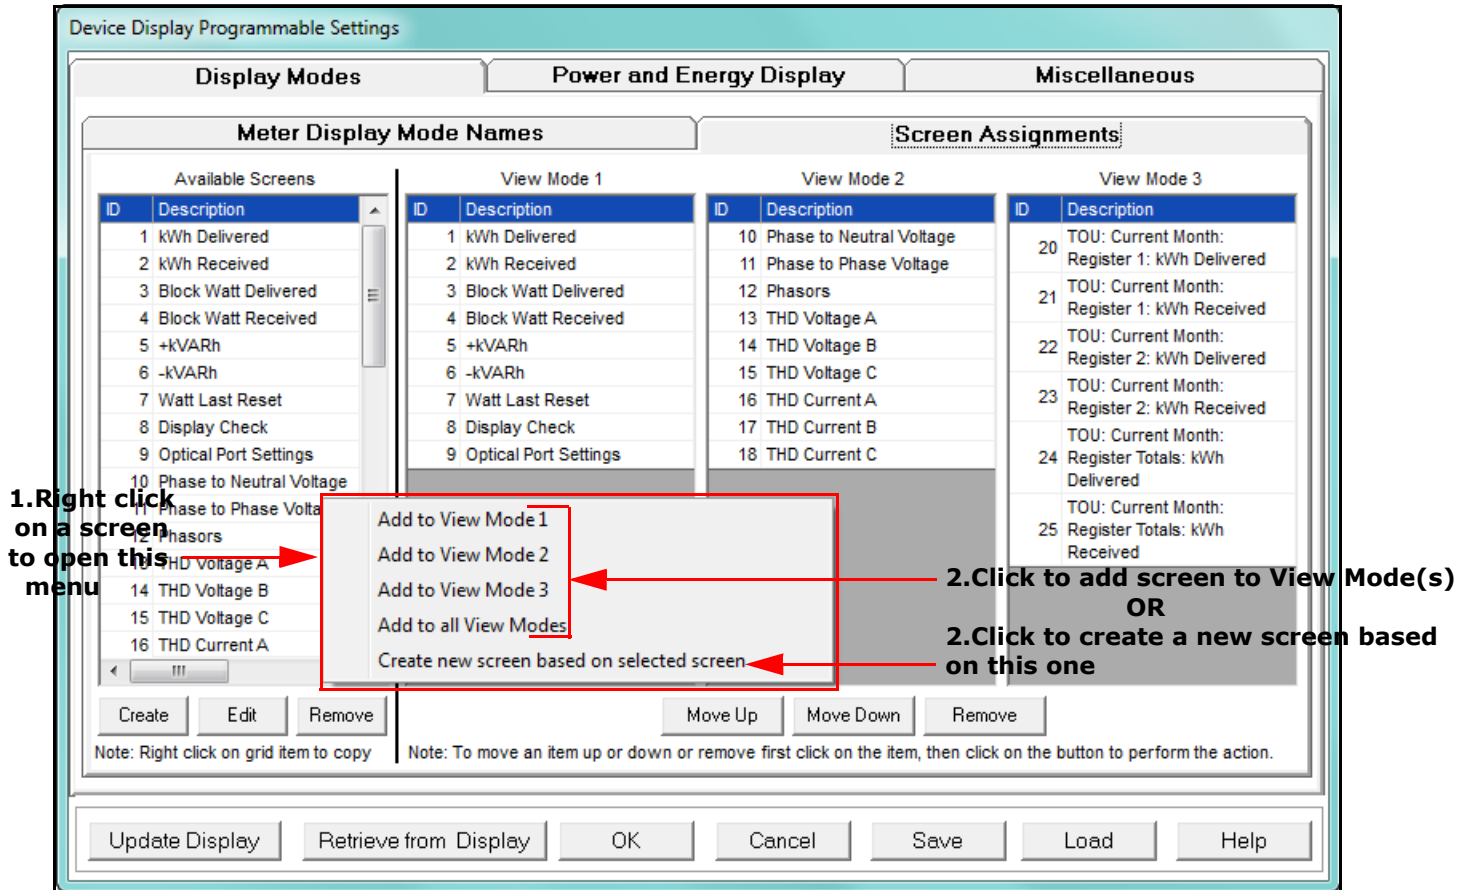 Device Display Programmable Settings
Display Modes
Power and Energy Display
Miscellaneous
Meter Display Mode Names
Screen Assignments
Available Screens
ID Description
1 kWh Delivered
2 kWh Received
3 Block Watt Delivered
4 Block Watt Received
5 +kVARh
6 -kVARh
7 Watt Last Reset
8 Display Check
9 Optical Port Settings
10 Phase to Neutral Voltage
11 Phase to Phase Volta
12 Phasors
13 THD Voltage A
14 THD Voltage B
15 THD Voltage C
16 THD Current A
View Mode 1
ID Description
1 kWh Delivered
2 kWh Received
3 Block Watt Delivered
4 Block Watt Received
5 +kVARh
6 -kVARh
7 Watt Last Reset
8 Display Check
9 Optical Port Settings
View Mode 2
ID Description
10 Phase to Neutral Voltage
11 Phase to Phase Voltage
12 Phasors
13 THD Voltage A
14 THD Voltage B
15 THD Voltage C
16 THD Current A
17 THD Current B
18 THD Current C
View Mode 3
ID Description
20 TOU: Current Month:
Register 1: kWh Delivered
21 TOU: Current Month:
Register 1: kWh Received
22 TOU: Current Month:
Register 2: kWh Delivered
23 TOU: Current Month:
Register 2: kWh Received
24 TOU: Current Month:
Register Totals: kWh
Delivered
25 TOU: Current Month:
Register Totals: kWh
Received
1.Right click
on a screen
to open this
menu
Add to View Mode 1
Add to View Mode 2
Add to View Mode 3
Add to all View Modes
Create new screen based on selected screen
2.Click to add screen to View Mode(s)
OR
2.Click to create a new screen based
on this one
Create
Edit
Remove
Move Up
Move Down
Remove
Note: Right click on grid item to copy
Note: To move an item up or down or remove first click on the item, then click on the button to perform the action.
Update Display
Retrieve from Display
OK
Cancel
Save
Load
Help